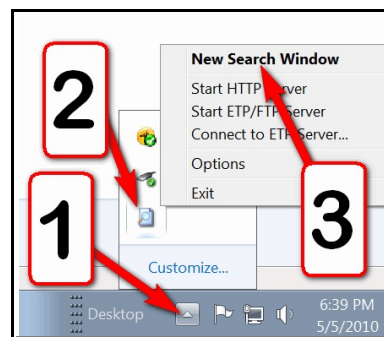 2
New Search Window
Start HTTP Server
Start ETP/FTP Server
Connect to ETP Server...
Options
Exit
3
1
Customize...
Desktop
6:39 PM
5/5/2010